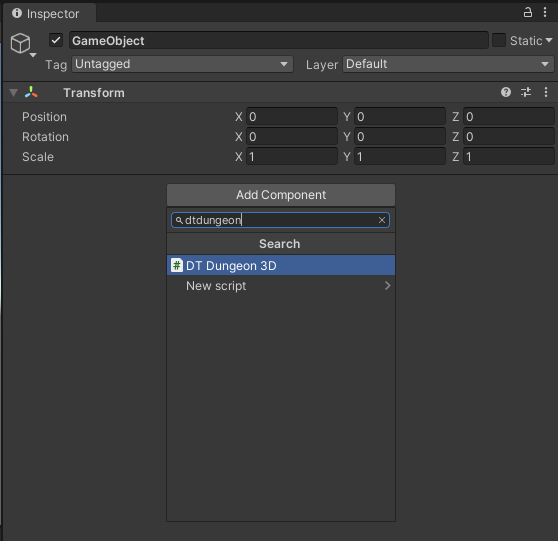 Inspector
GameObject
Static
Tag Untagged Layer Default
Transform
Position X 0 Y 0 Z 0
Rotation X 0 Y 0 Z 0
Scale X 1 Y 1 Z 1
Add Component
dtdungeon
Search
# DT Dungeon 3D
New script